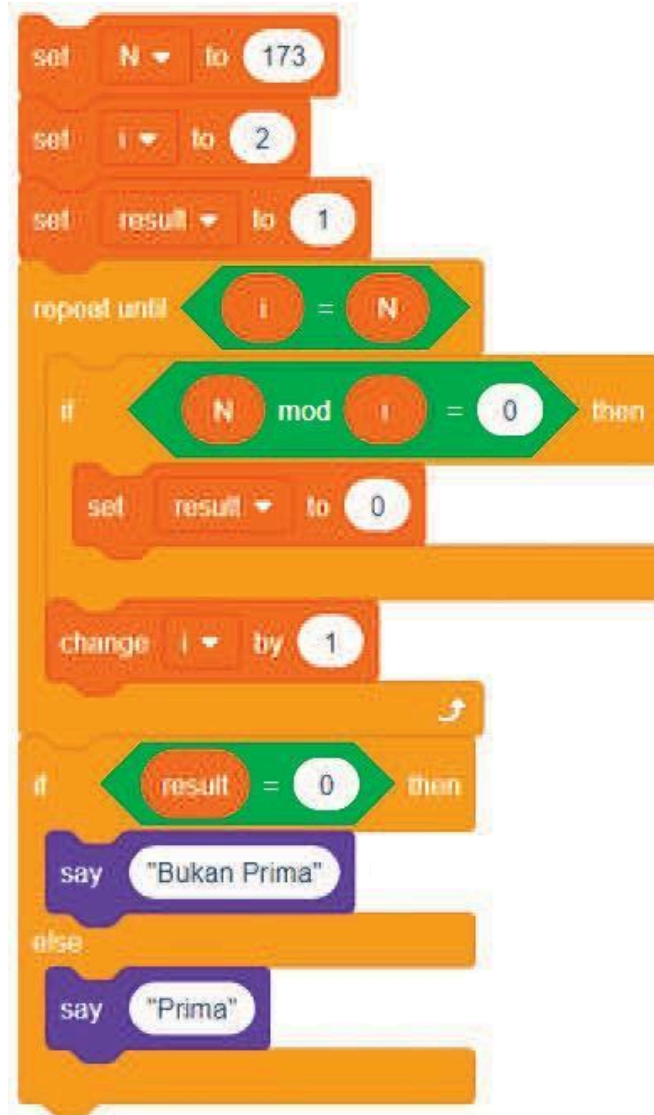 set N to 173
set i to 2
set result to 1
repeat until i = N
if N mod i = 0 then
set result to 0
change i by 1
if result = 0 then
say "Bukan Prima"
else
say "Prima"